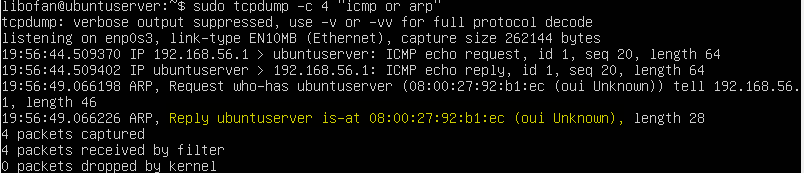 libofan@ubuntuserver:~$ sudo tcpdump -c 4 "icmp or arp"
tcpdump: verbose output suppressed, use -v or -vv for full protocol decode
listening on enp0s3, link-type EN10MB (Ethernet), capture size 262144 bytes
19:56:44.509370 IP 192.168.56.1 > ubuntuserver: ICMP echo request, id 1, seq 20, length 64
19:56:44.509402 IP ubuntuserver > 192.168.56.1: ICMP echo reply, id 1, seq 20, length 64
19:56:49.066198 ARP, Request who-has ubuntuserver (08:00:27:92:b1:ec (oui Unknown)) tell 192.168.56.
1, length 46
19:56:49.066226 ARP, Reply ubuntuserver is-at 08:00:27:92:b1:ec (oui Unknown), length 28
4 packets captured
4 packets received by filter
0 packets dropped by kernel